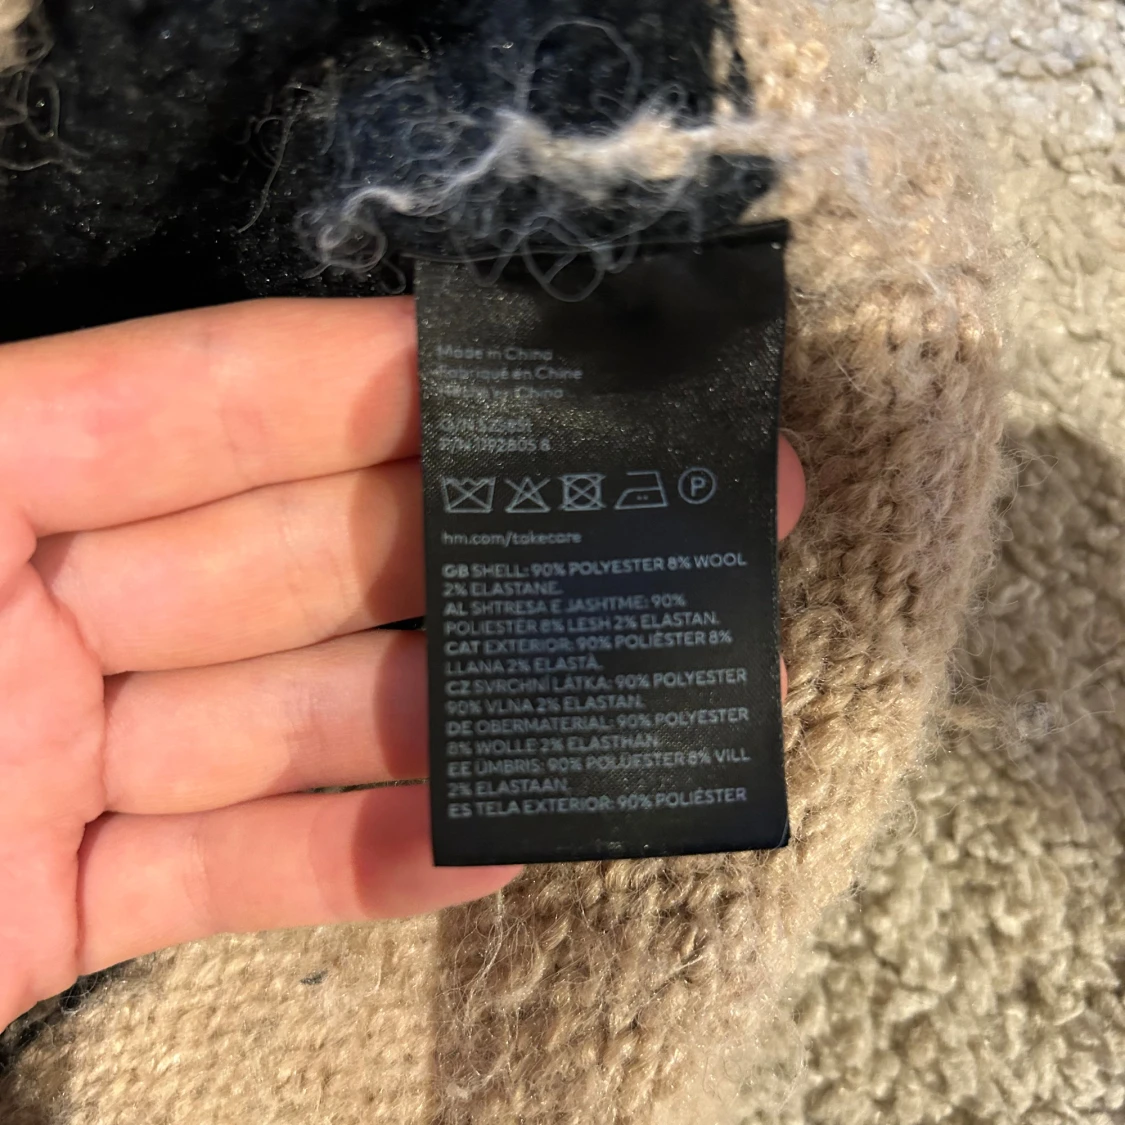 Made in China
Fabriqué en Chine
China
hm.com/takecare
GB SHELL: 90% POLYESTER 8% WOOL
2% ELASTANE.
AL SHTRESA E JASHTME: 90%
POLIESTER 8% LESH 2% ELASTAN.
CAT EXTERIOR: 90% POLIÈSTER 8%
LLANA 2% ELASTÀ.
CZ SVRCHNÍ LÁTKA: 90% POLYESTER
90% VLNA 2% ELASTAN.
DE OBERMATERIAL: 90% POLYESTER
8% WOLLE 2% ELASTHAN.
EE ÜMBRIS: 90% POLÜESTER 8% VILL
2% ELASTAAN.
ES TELA EXTERIOR: 90% POLIÉSTER